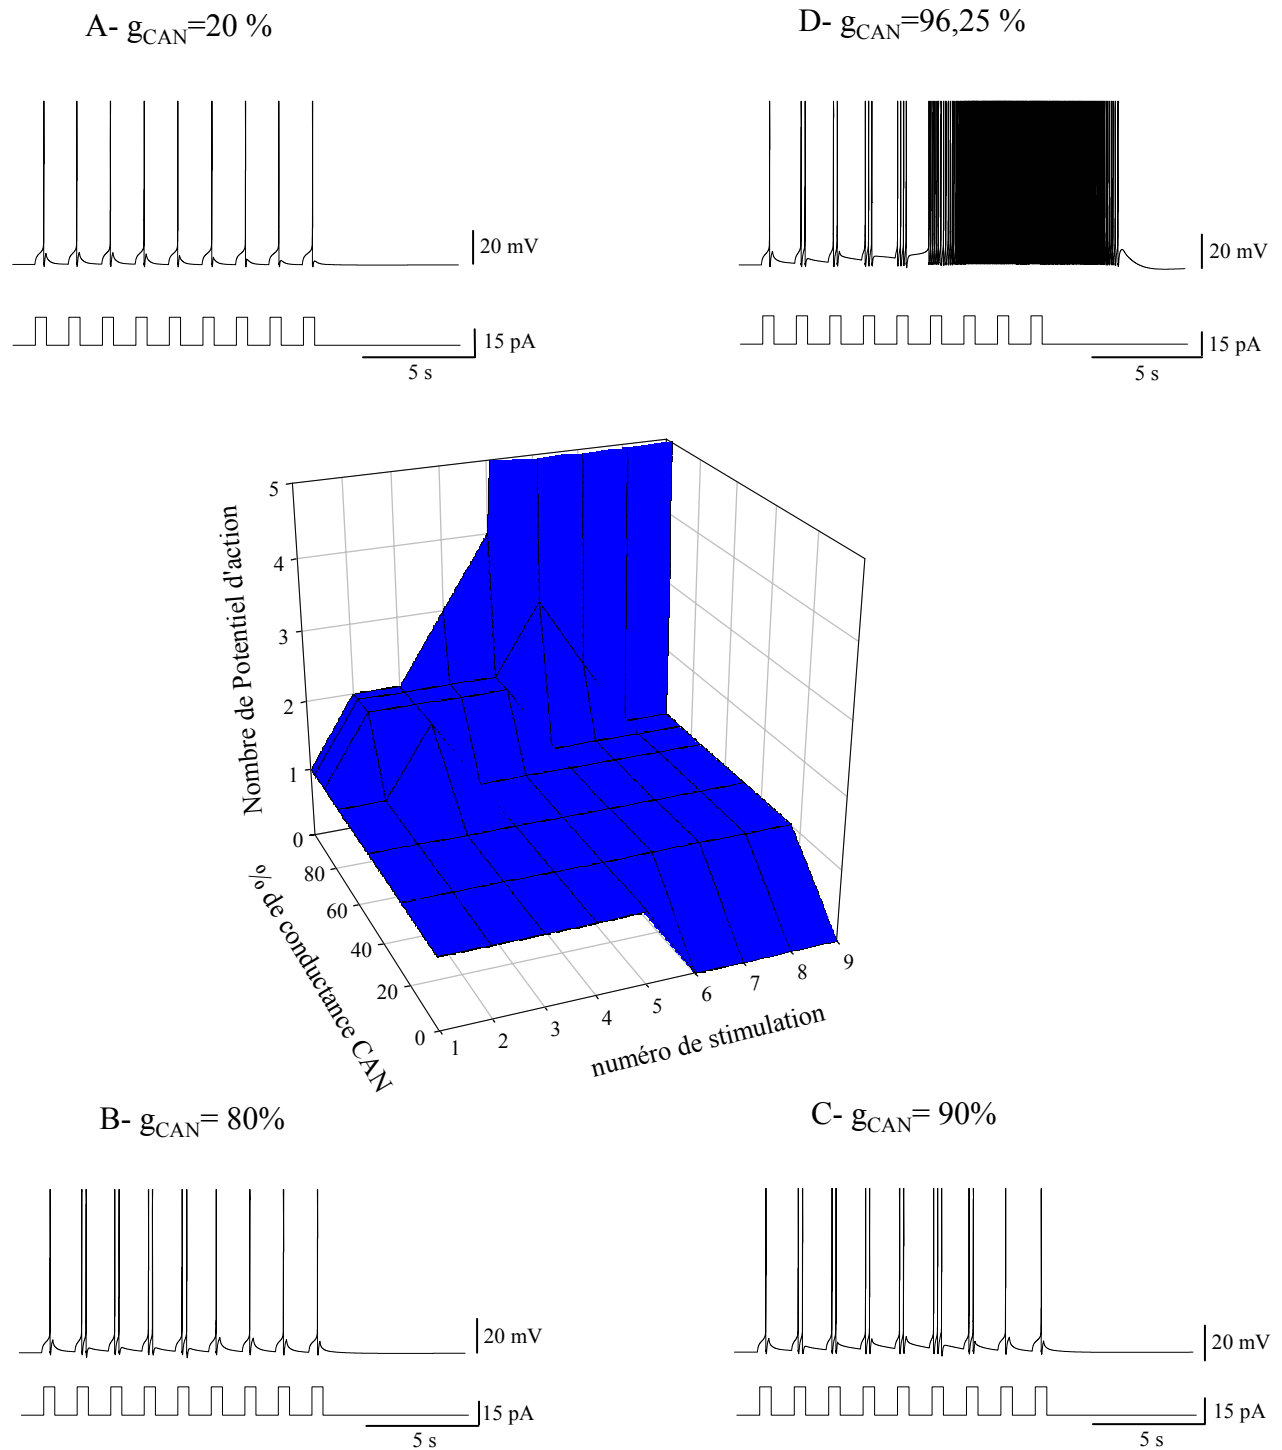 A- gCAN=20 %
D- gCAN=96,25 %
20 mV
15 pA
5 s
20 mV
15 pA
5 s
Nombre de Potentiel d'action
5
4
3
2
1
0
% de conductance CAN
80
60
40
20
0
1
2
3
4
5
6
7
8
9
numéro de stimulation
B- gCAN= 80%
C- gCAN= 90%
20 mV
15 pA
5 s
20 mV
15 pA
5 s